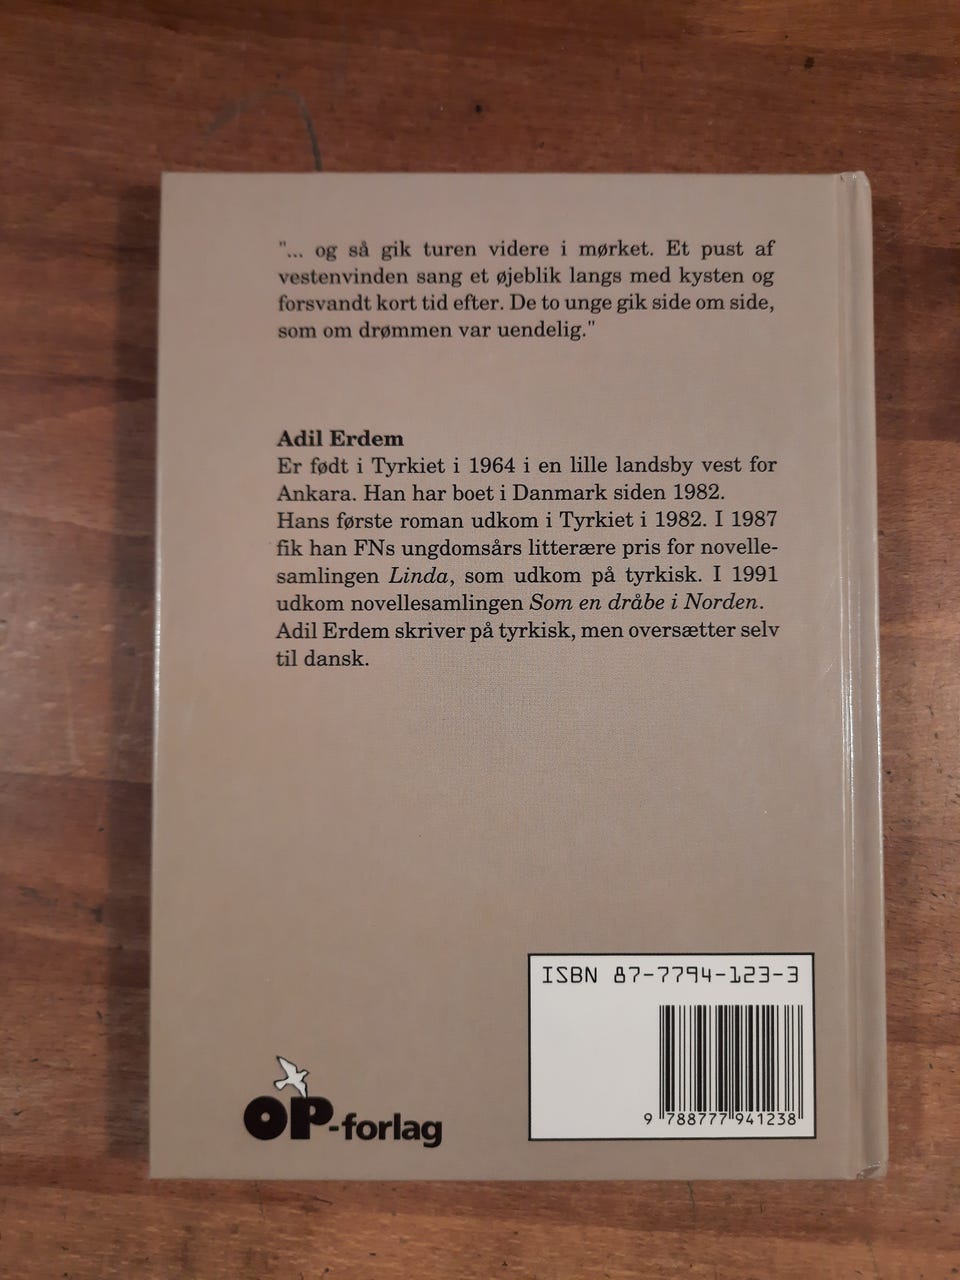 "... og så gik turen videre i mørket. Et pust af
vestenvinden sang et øjeblik langs med kysten og
forsvandt kort tid efter. De to unge gik side om side,
som om drømmen var uendelig."
Adil Erdem
Er født i Tyrkiet i 1964 i en lille landsby vest for
Ankara. Han har boet i Danmark siden 1982.
Hans første roman udkom i Tyrkiet i 1982. I 1987
fik han FNs ungdomsårs litterære pris for novelle-
samlingen Linda, som udkom på tyrkisk. I 1991
udkom novellesamlingen Som en dråbe i Norden.
Adil Erdem skriver på tyrkisk, men oversætter selv
til dansk.
ISBN 87-7794-123-3
9 788777 941238
OP-forlag